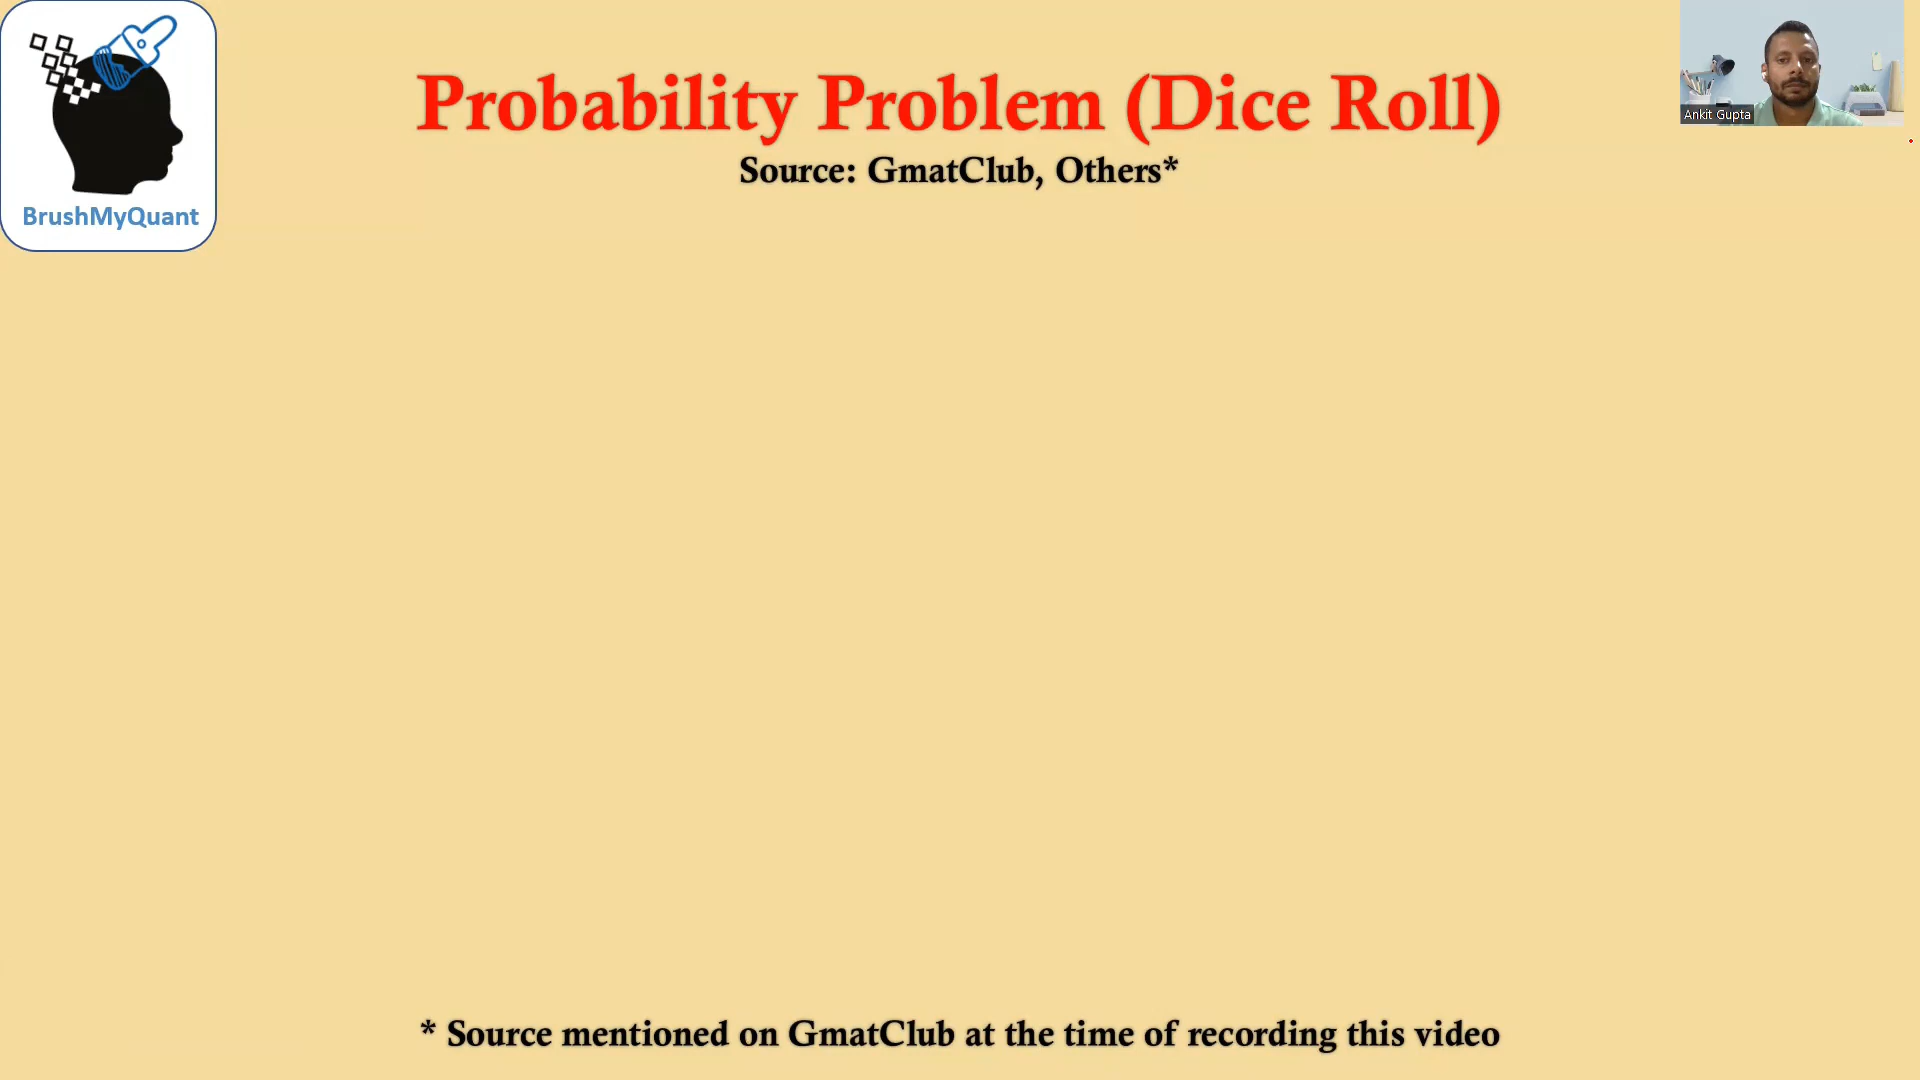 BrushMyQuant
Probability Problem (Dice Roll)
Source: GmatClub, Others*
Ankit Gupta
* Source mentioned on GmatClub at the time of recording this video